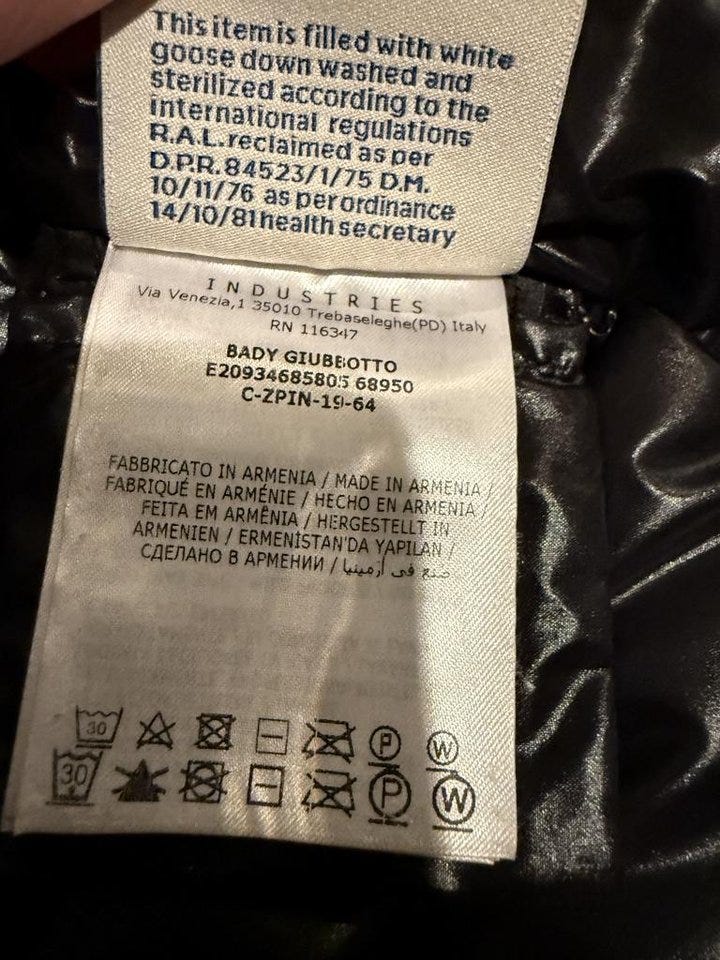 This item is filled with white
goose down washed and
sterilized according to the
international regulations
R.A.L. reclaimed as per
D.P.R. 84523/1/75 D.M.
10/11/76 as per ordinance
14/10/81 health secretary
INDUSTRIES
Via Venezia,1 35010 Trebaseleghe(PD) Italy
RN 116347
BADY GIUBBOTTO
E20934685805 68950
C-ZPIN-19-64
FABBRICATO IN ARMENIA / MADE IN ARMENIA /
FABRIQUÉ EN ARMÉNIE / HECHO EN ARMENIA /
FEITA EM ARMÊNIA / HERGESTELLT IN
ARMENIEN / ERMENİSTAN'DA YAPILAN /
СДЕЛАНО В АРМЕНИИ / صنع في أرمينيا
30 P W
30 P W